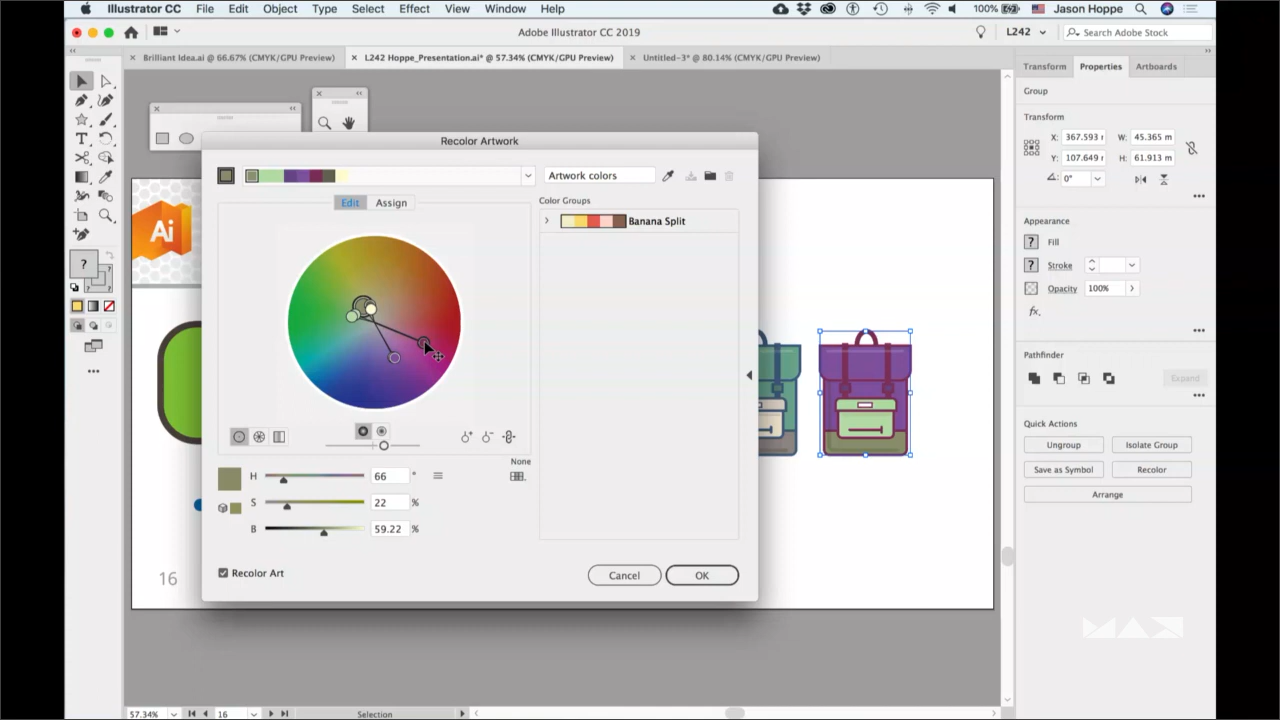 Illustrator CC File Edit Object Type Select Effect View Window Help 100% Jason Hoppe
Adobe Illustrator CC 2019 L242 Search Adobe Stock
Brilliant Idea.ai @ 66.67% (CMYK/GPU Preview) L242 Hoppe_Presentation.ai* @ 57.34% (CMYK/GPU Preview) Untitled-3* @ 80.14% (CMYK/GPU Preview)
Transform Properties Artboards
Group
Transform
X: 367.593 r W: 45.365 m
Y: 107.649 r H: 61.913 m
0°
Appearance
? Fill
? Stroke
Opacity 100%
fx.
Pathfinder
Expand
Quick Actions
Ungroup Isolate Group
Save as Symbol Recolor
Arrange
Recolor Artwork
Artwork colors
Edit Assign
Color Groups
Banana Split
None
H 66 °
S 22 %
B 59.22 %
Recolor Art
Cancel OK
Ai
T
?
? ?
16
MAX
57.34% 16 Selection